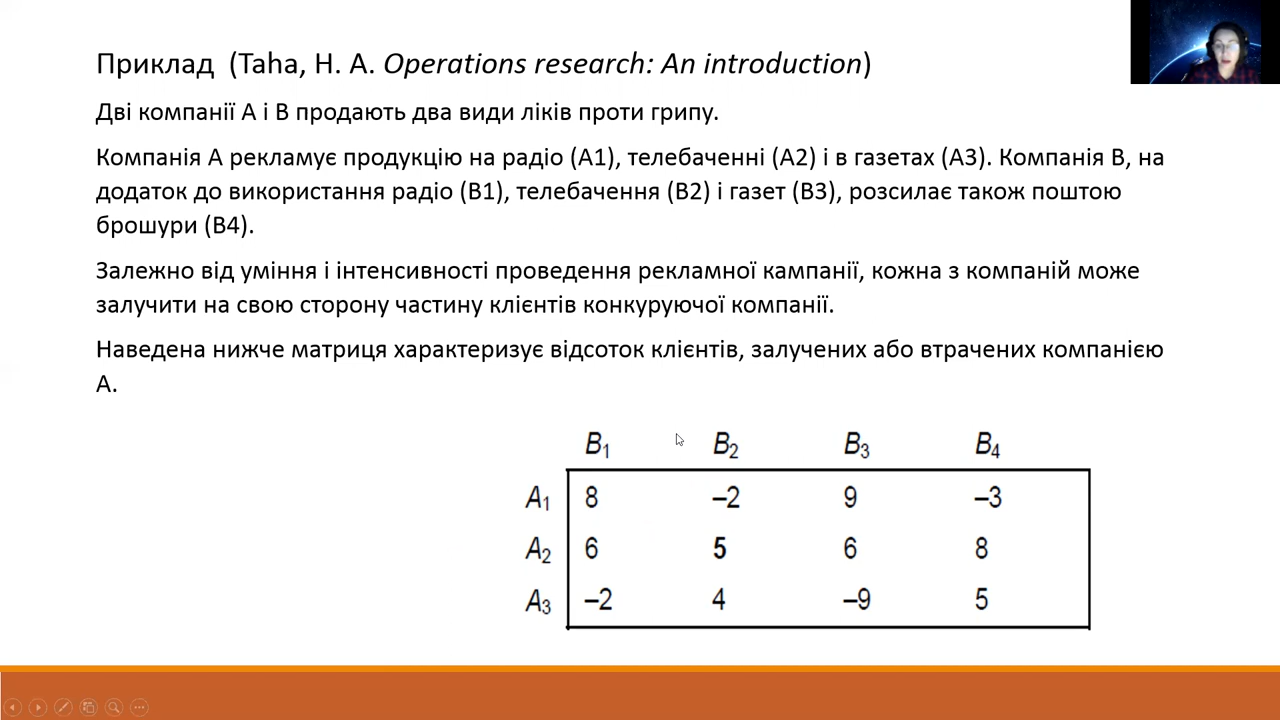 Приклад (Taha, H. A. Operations research: An introduction)
Дві компанії А і В продають два види ліків проти грипу.
Компанія А рекламує продукцію на радіо (А1), телебаченні (А2) і в газетах (А3). Компанія В, на
додаток до використання радіо (В1), телебачення (В2) і газет (В3), розсилає також поштою
брошури (В4).
Залежно від уміння і інтенсивності проведення рекламної кампанії, кожна з компаній може
залучити на свою сторону частину клієнтів конкуруючої компанії.
Наведена нижче матриця характеризує відсоток клієнтів, залучених або втрачених компанією
А.
B1 B2 B3 B4
A1 8 –2 9 –3
A2 6 5 6 8
A3 –2 4 –9 5